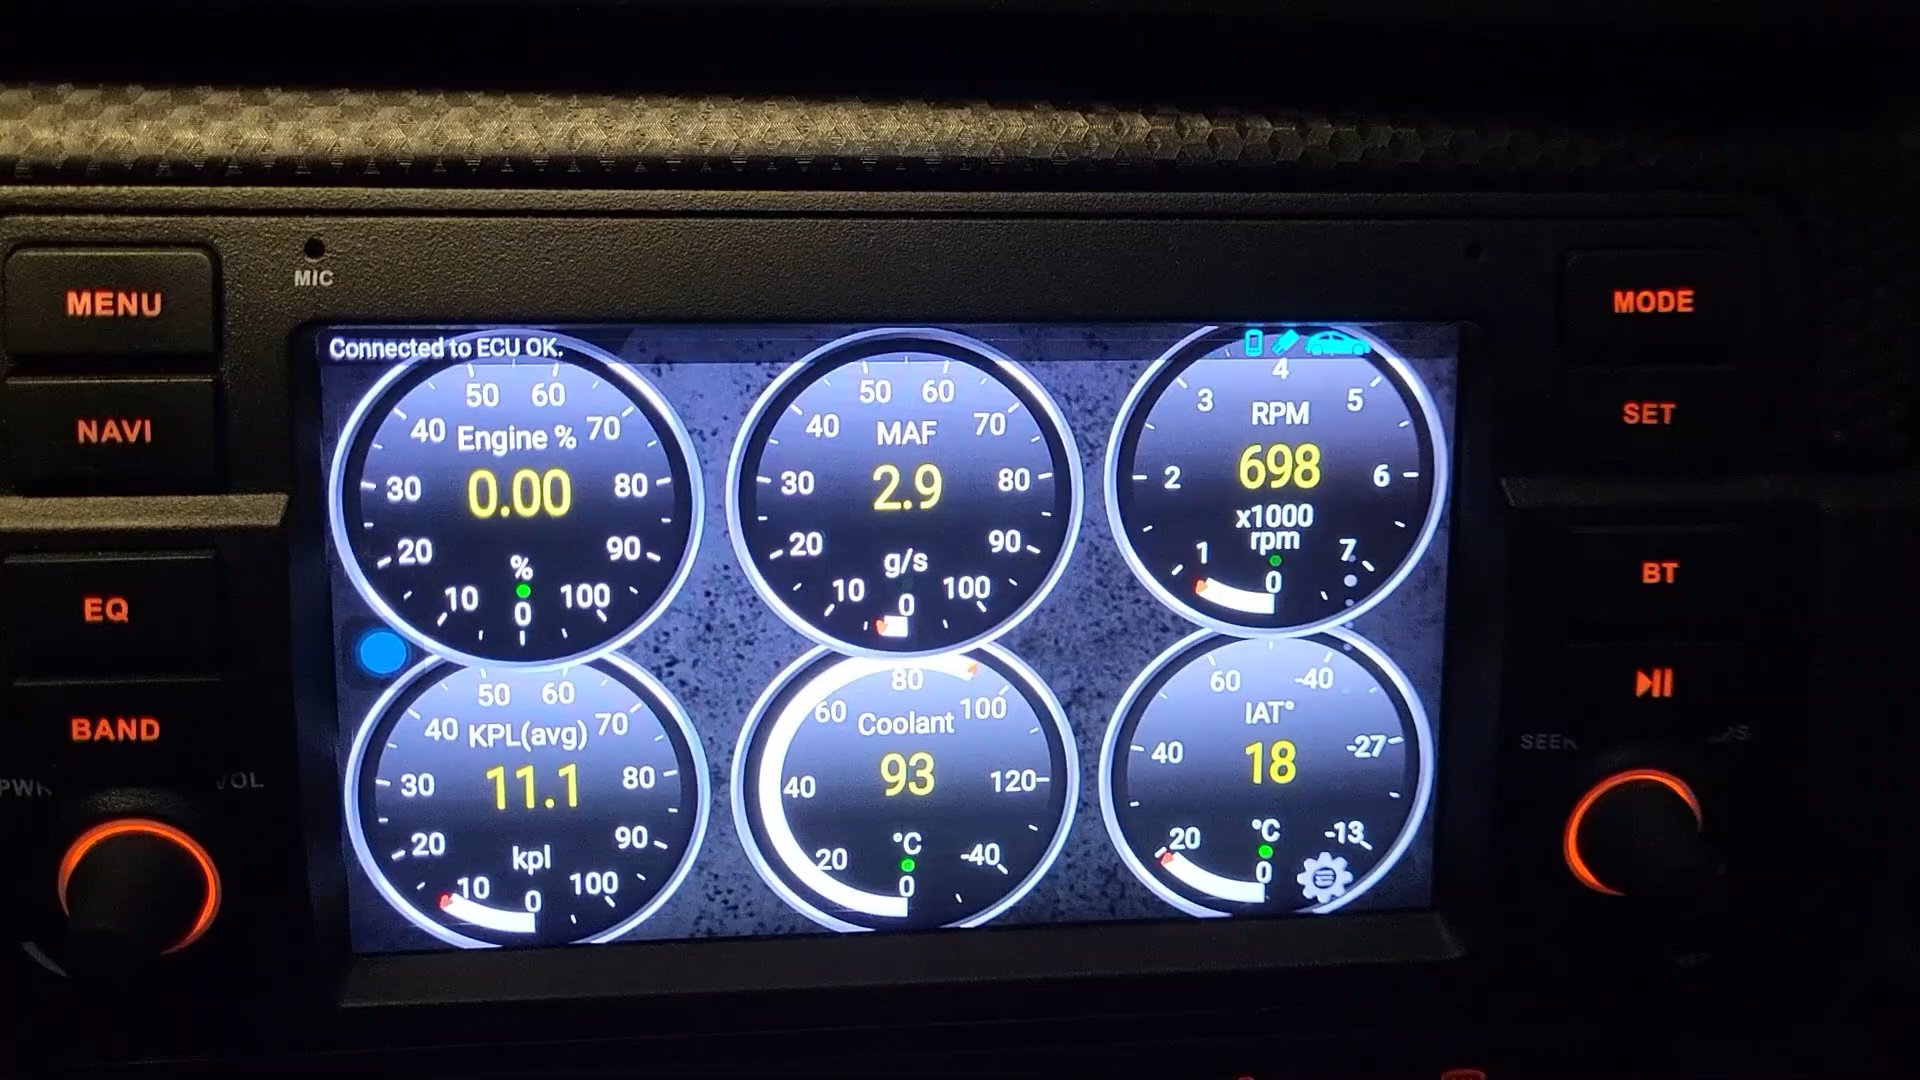 MIC
MENU
NAVI
EQ
BAND
VOL
MODE
SET
BT
SEEK
Connected to ECU OK.
50 60
40 Engine % 70
30 0.00 80
20 % 90
10 0 100
50 60
40 MAF 70
30 2.9 80
20 g/s 90
10 0 100
4
3 RPM 5
2 698 6
x1000
rpm
1 0 7
50 60
40 KPL(avg) 70
30 11.1 80
20 kpl 90
10 0 100
80
60 Coolant 100
40 93 120
20 °C -40
0
60 -40
IAT°
40 18 -27
20 °C -13
0